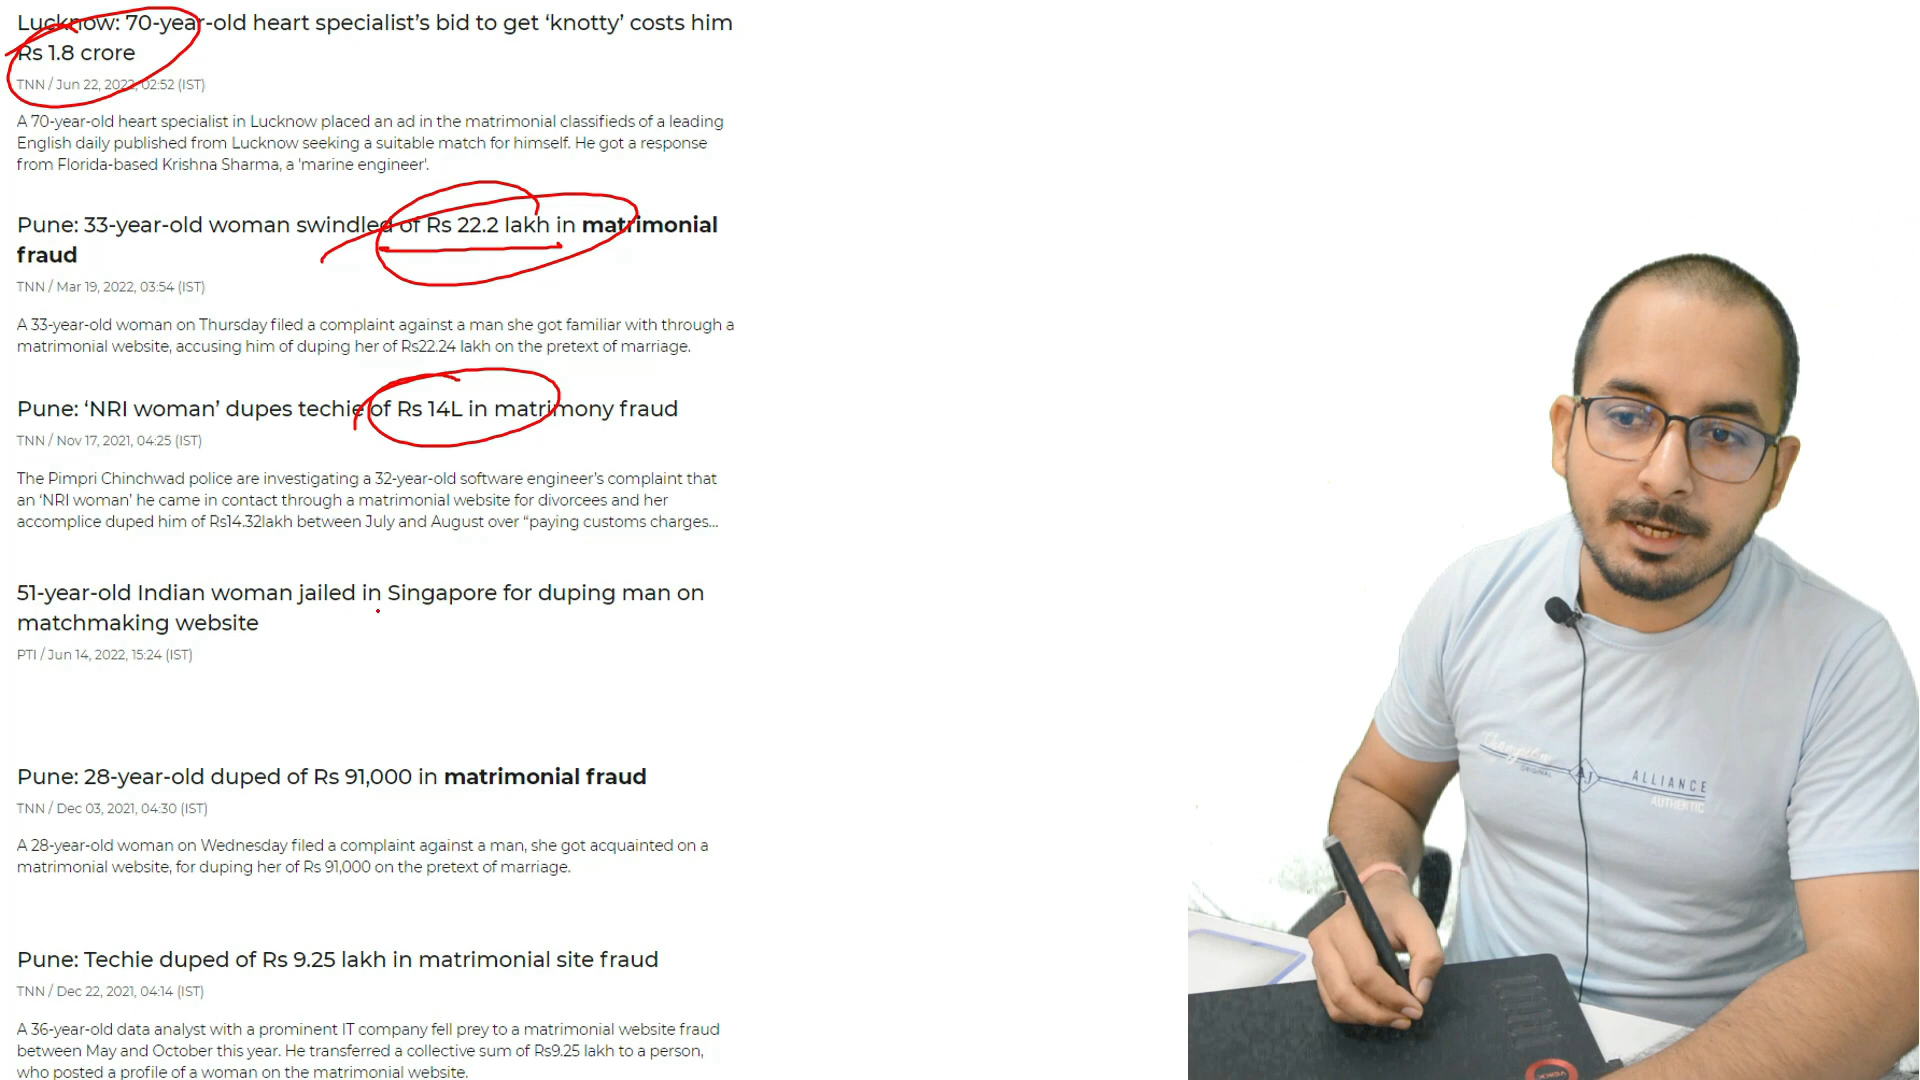 Lucknow: 70-year-old heart specialist's bid to get ‘knotty’ costs him
Rs 1.8 crore
TNN / Jun 22, 2022, 02:52 (IST)
A 70-year-old heart specialist in Lucknow placed an ad in the matrimonial classifieds of a leading
English daily published from Lucknow seeking a suitable match for himself. He got a response
from Florida-based Krishna Sharma, a 'marine engineer'.
Pune: 33-year-old woman swindled of Rs 22.2 lakh in matrimonial
fraud
TNN / Mar 19, 2022, 03:54 (IST)
A 33-year-old woman on Thursday filed a complaint against a man she got familiar with through a
matrimonial website, accusing him of duping her of Rs22.24 lakh on the pretext of marriage.
Pune: ‘NRI woman’ dupes techie of Rs 14L in matrimony fraud
TNN / Nov 17, 2021, 04:25 (IST)
The Pimpri Chinchwad police are investigating a 32-year-old software engineer’s complaint that
an ‘NRI woman’ he came in contact through a matrimonial website for divorcees and her
accomplice duped him of Rs14.32lakh between July and August over “paying customs charges...
51-year-old Indian woman jailed in Singapore for duping man on
matchmaking website
PTI / Jun 14, 2022, 15:24 (IST)
Pune: 28-year-old duped of Rs 91,000 in matrimonial fraud
TNN / Dec 03, 2021, 04:30 (IST)
A 28-year-old woman on Wednesday filed a complaint against a man, she got acquainted on a
matrimonial website, for duping her of Rs 91,000 on the pretext of marriage.
Pune: Techie duped of Rs 9.25 lakh in matrimonial site fraud
TNN / Dec 22, 2021, 04:14 (IST)
A 36-year-old data analyst with a prominent IT company fell prey to a matrimonial website fraud
between May and October this year. He transferred a collective sum of Rs9.25 lakh to a person,
who posted a profile of a woman on the matrimonial website.
ORIGINAL
AJ
ALLIANCE
AUTHENTIC